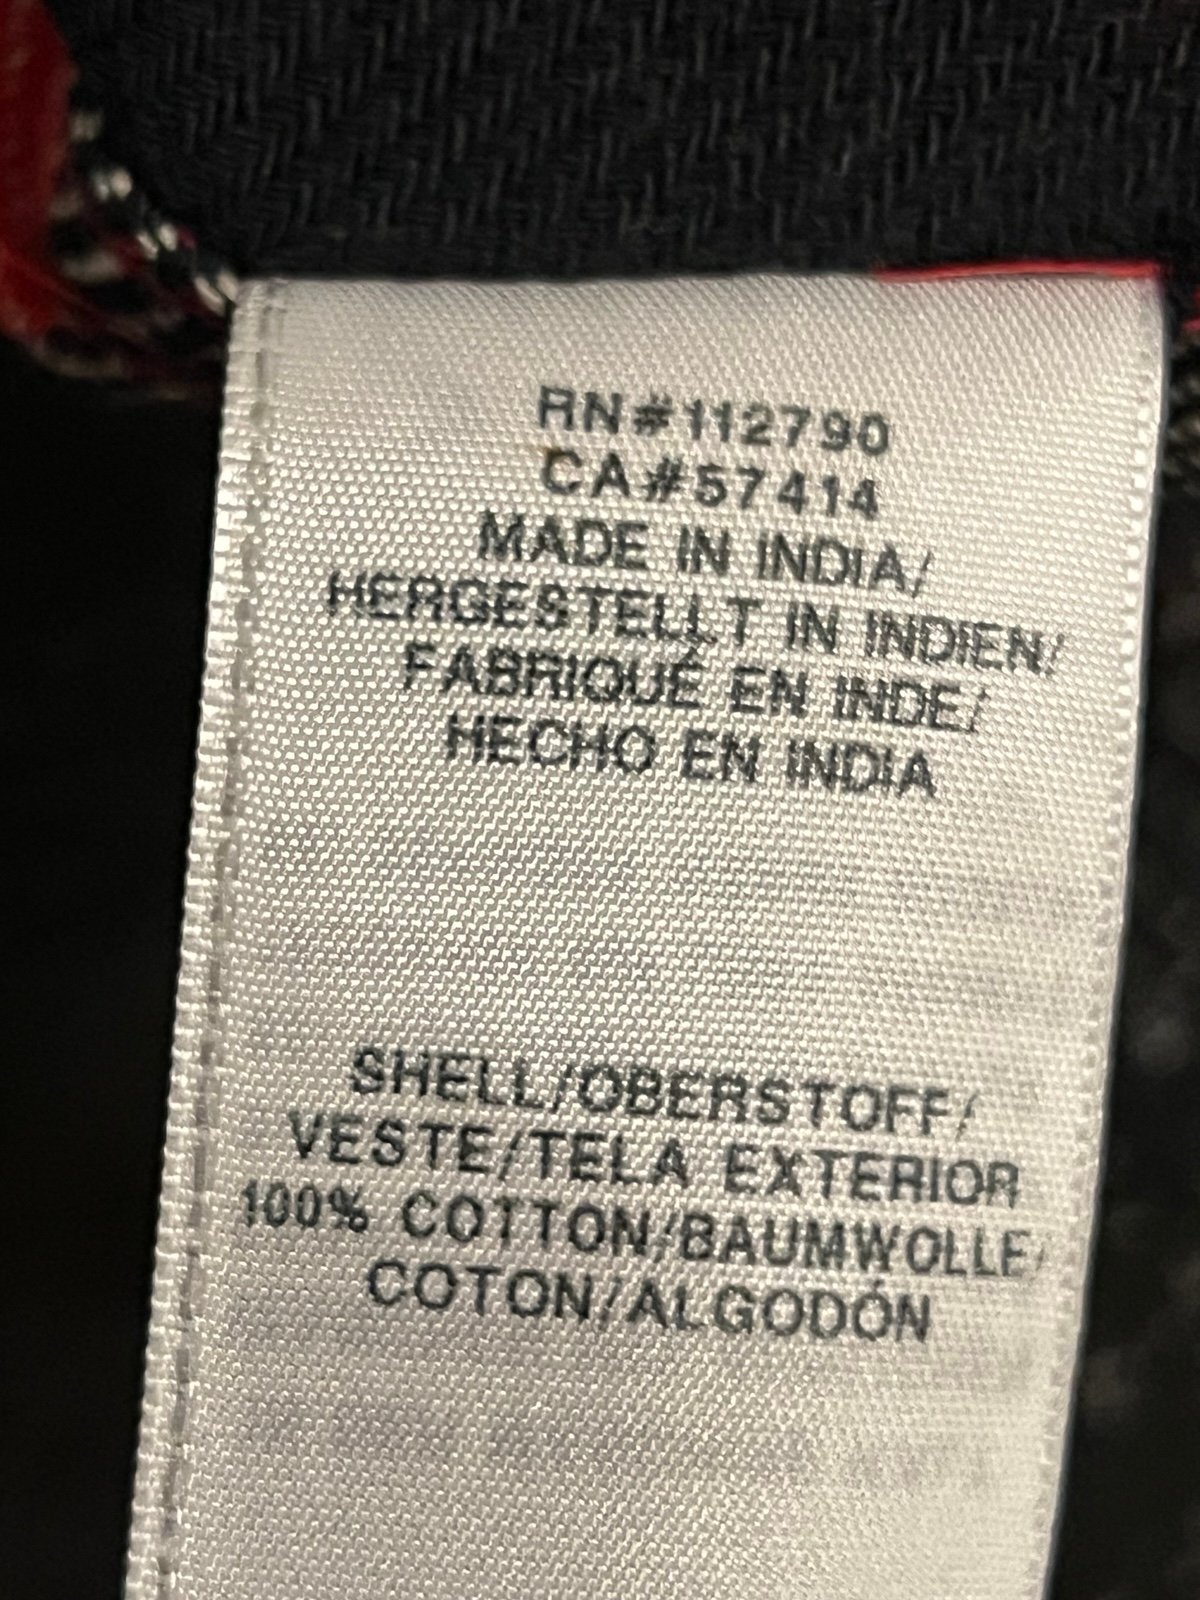 RN#112790
CA#57414
MADE IN INDIA/
HERGESTELLT IN INDIEN/
FABRIQUÉ EN INDE/
HECHO EN INDIA
SHELL/OBERSTOFF/
VESTE/TELA EXTERIOR
100% COTTON/BAUMWOLLE/
COTON/ALGODÓN